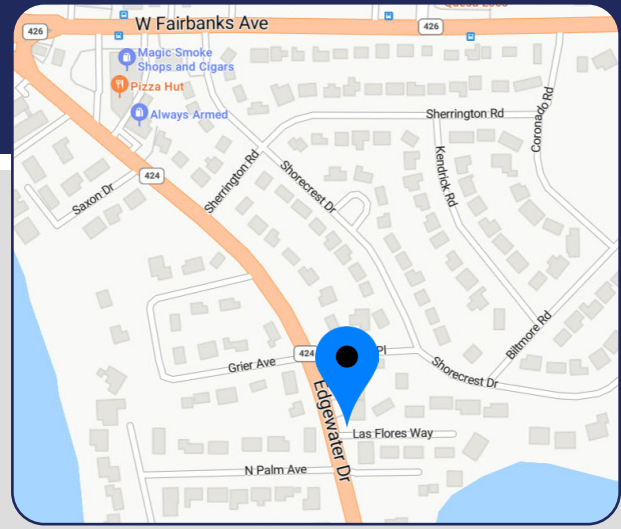 Queso Loco
426
W Fairbanks Ave
426
Magic Smoke
Shops and Cigars
Pizza Hut
Always Armed
Sherrington Rd
Coronado Rd
Kendrick Rd
424
Saxon Dr
Sherrington Rd
Shorecrest Dr
424
Pl
Grier Ave
Biltmore Rd
Shorecrest Dr
Edgewater Dr
Las Flores Way
N Palm Ave